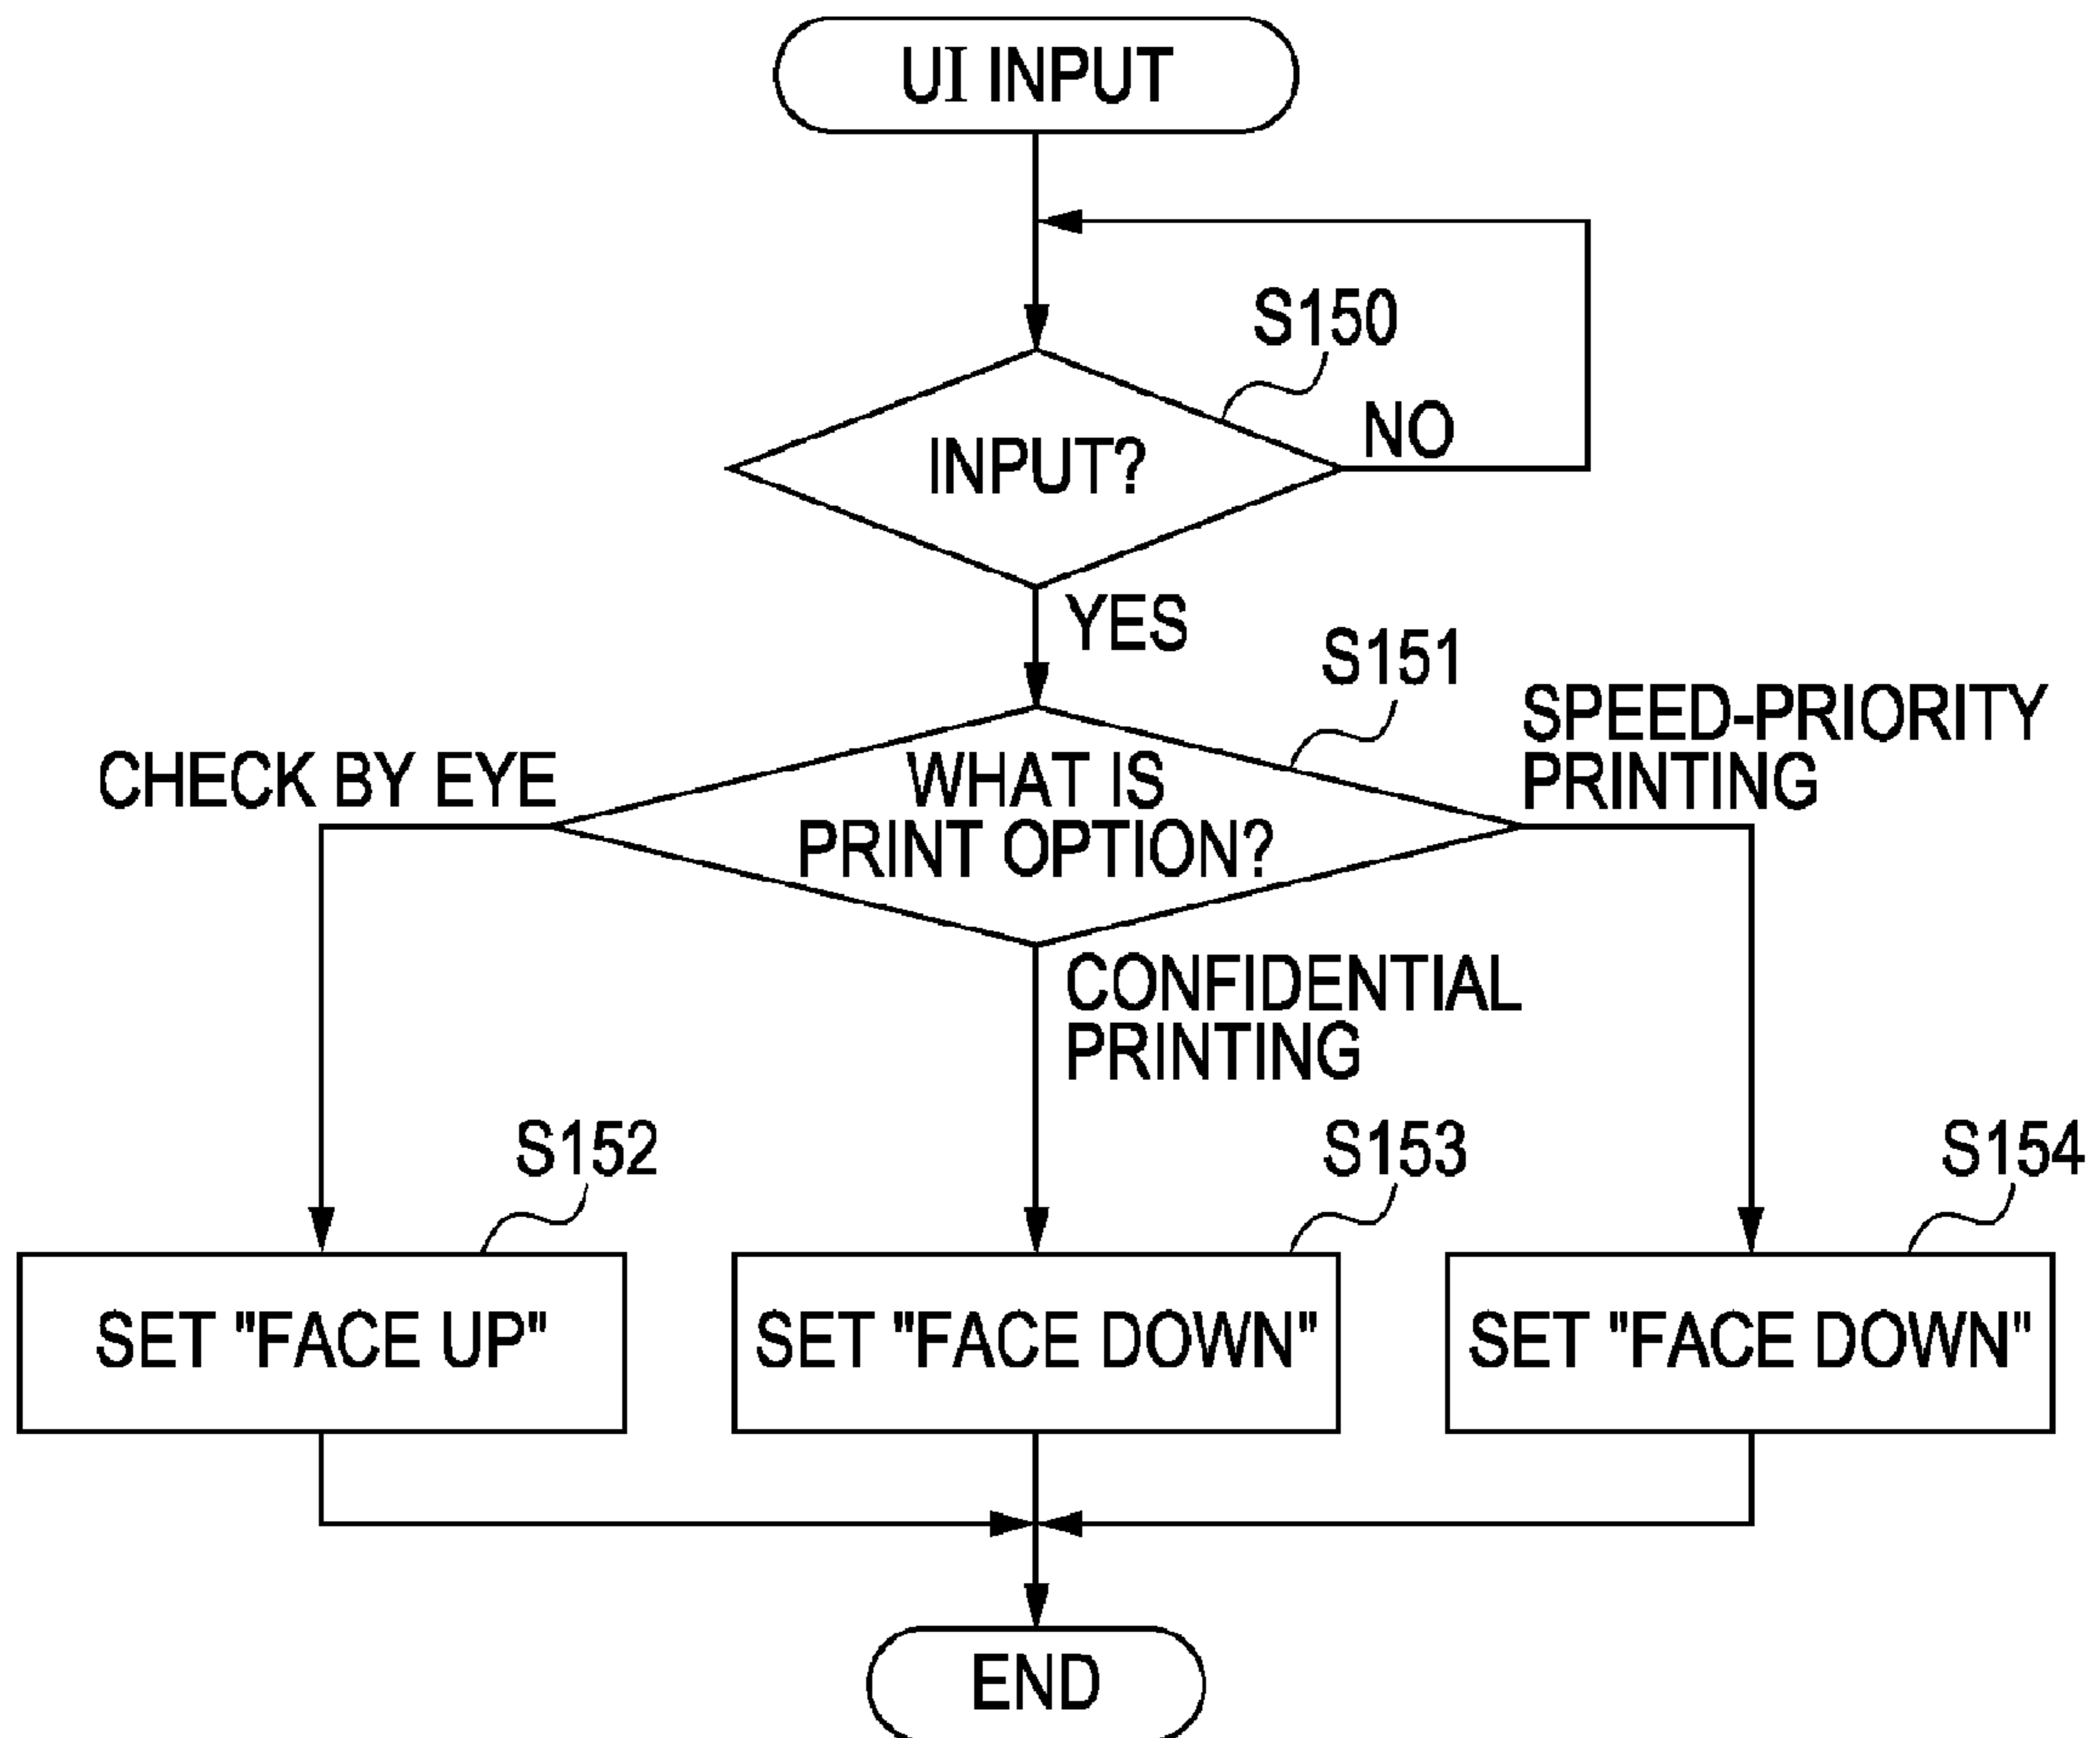 UI INPUT
S150
INPUT?
NO
YES
S151
SPEED-PRIORITY
PRINTING
CHECK BY EYE
WHAT IS
PRINT OPTION?
CONFIDENTIAL
PRINTING
S152
S153
S154
SET "FACE UP"
SET "FACE DOWN"
SET "FACE DOWN"
END